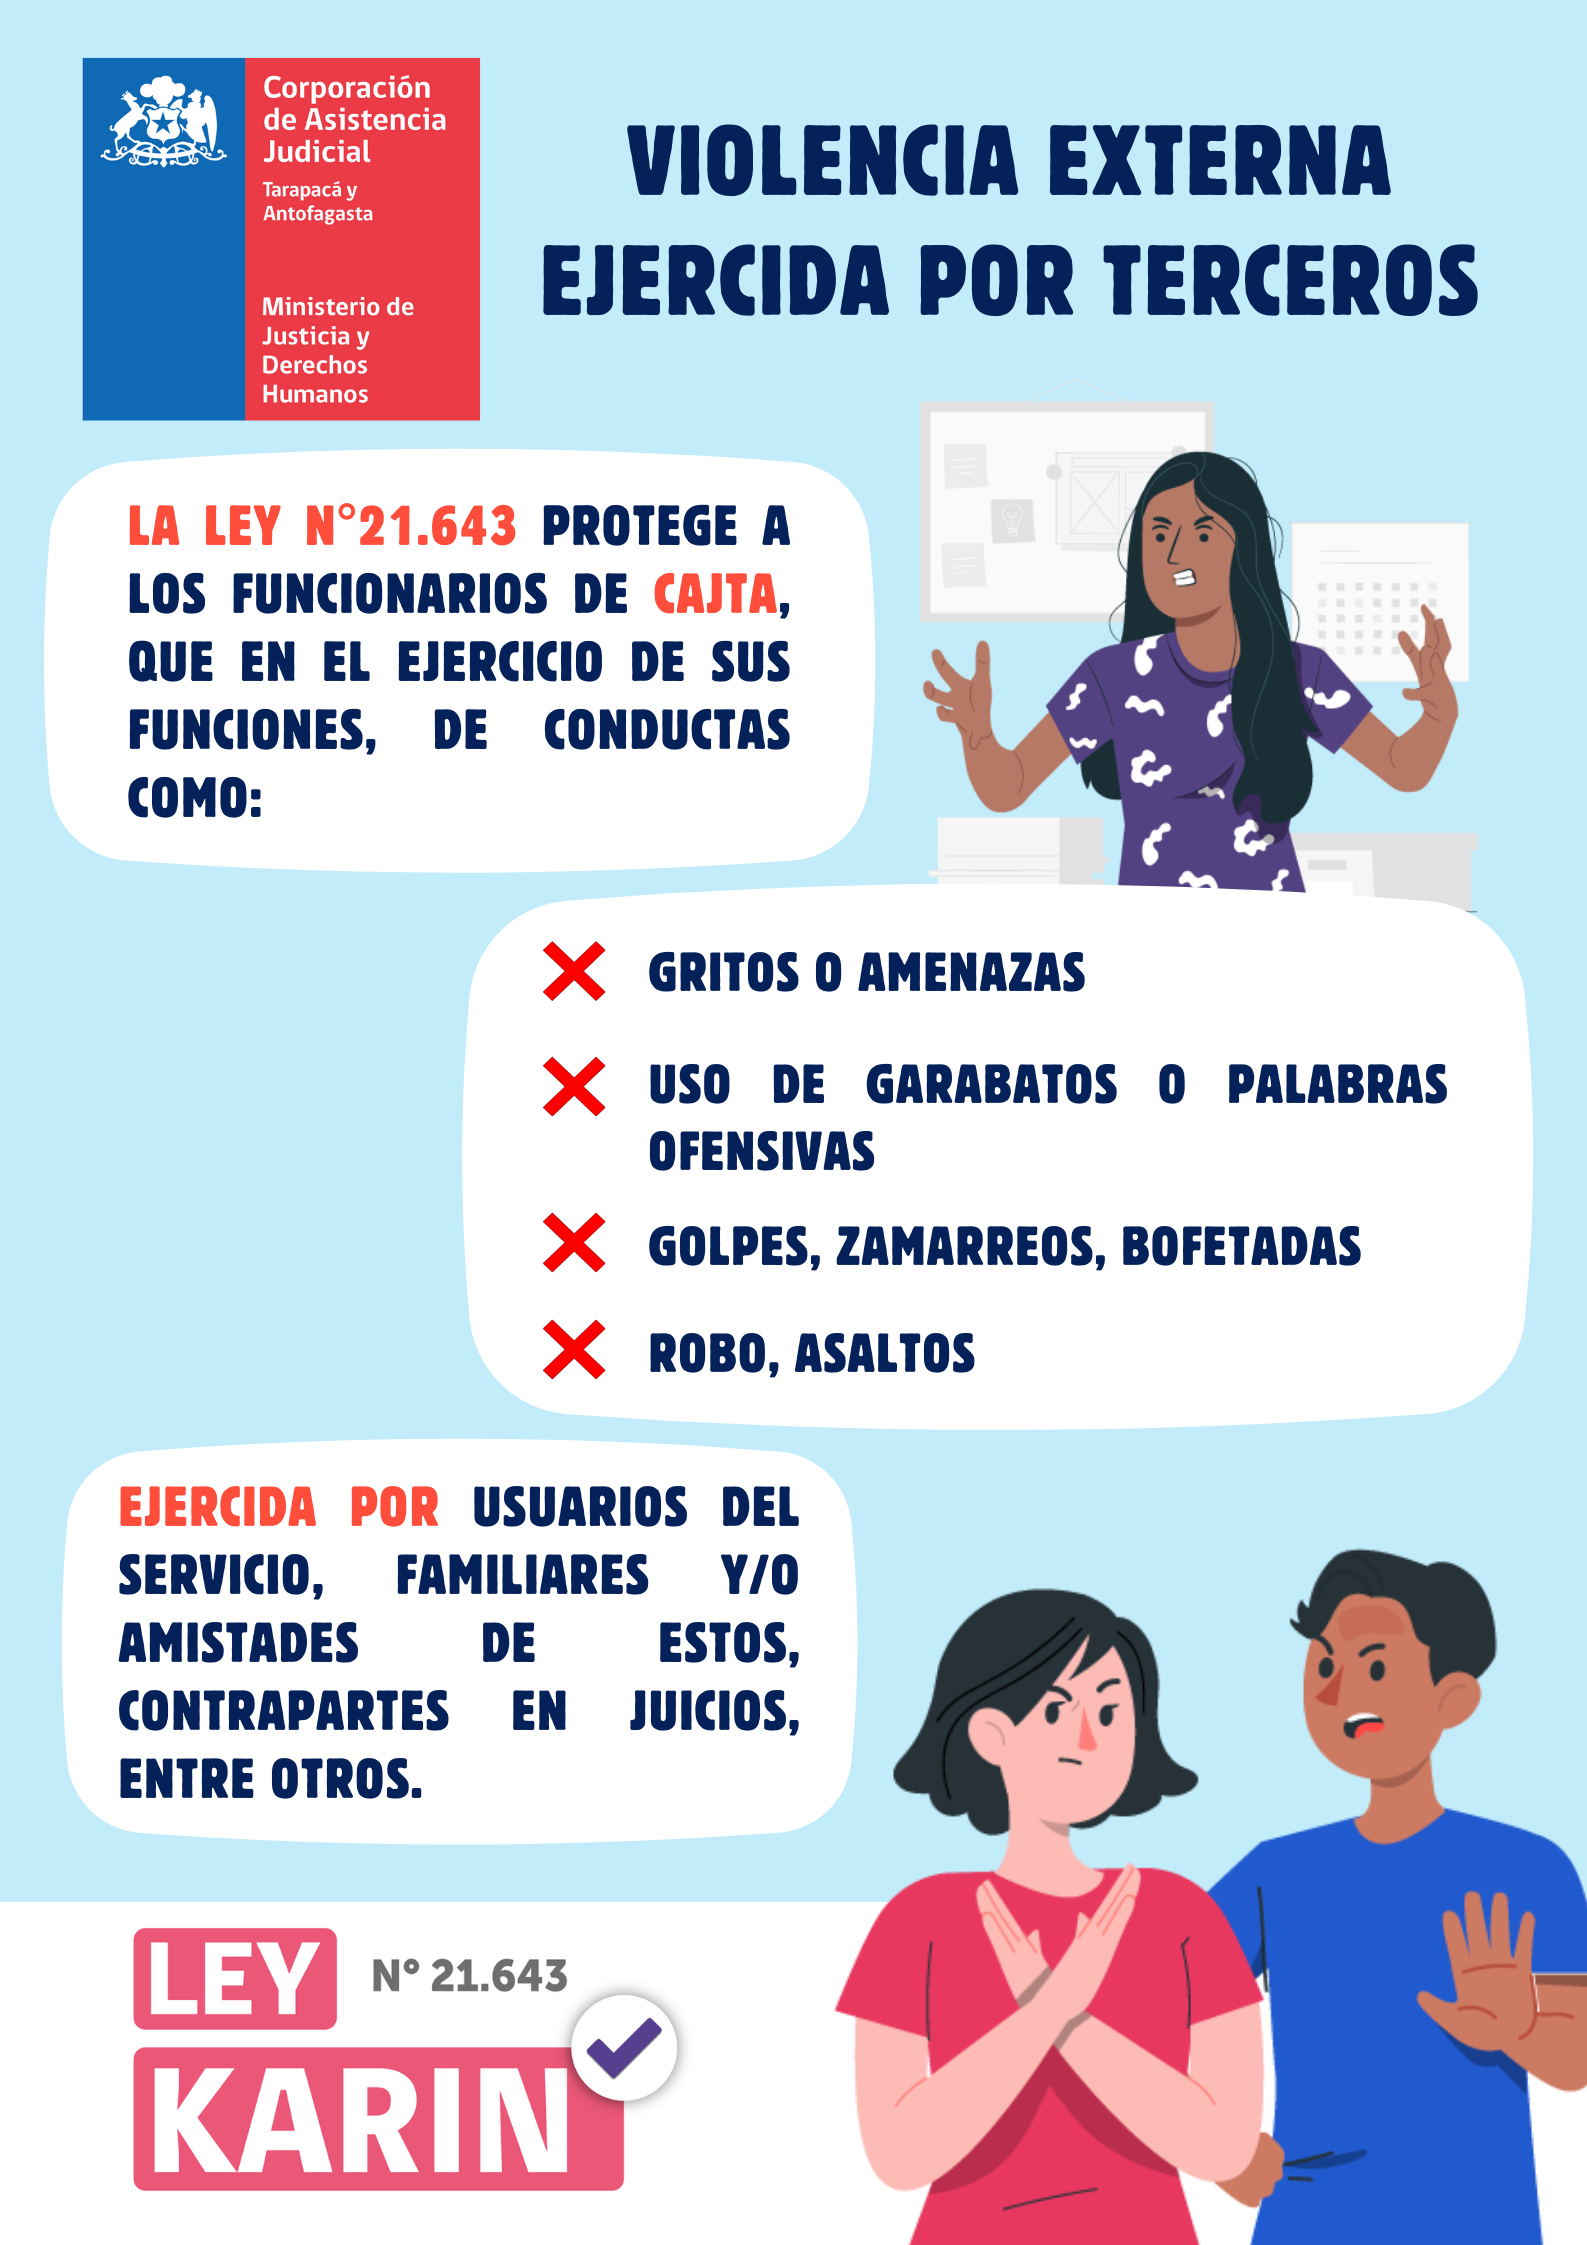 Corporación
de Asistencia
Judicial
Tarapacá y
Antofagasta
Ministerio de
Justicia y
Derechos
Humanos
VIOLENCIA EXTERNA
EJERCIDA POR TERCEROS
LA LEY N°21.643 PROTEGE A
LOS FUNCIONARIOS DE CAJTA,
QUE EN EL EJERCICIO DE SUS
FUNCIONES, DE CONDUCTAS
COMO:
GRITOS O AMENAZAS
USO DE GARABATOS O PALABRAS
OFENSIVAS
GOLPES, ZAMARREOS, BOFETADAS
ROBO, ASALTOS
EJERCIDA POR USUARIOS DEL
SERVICIO, FAMILIARES Y/O
AMISTADES DE ESTOS,
CONTRAPARTES EN JUICIOS,
ENTRE OTROS.
LEY N° 21.643
KARIN